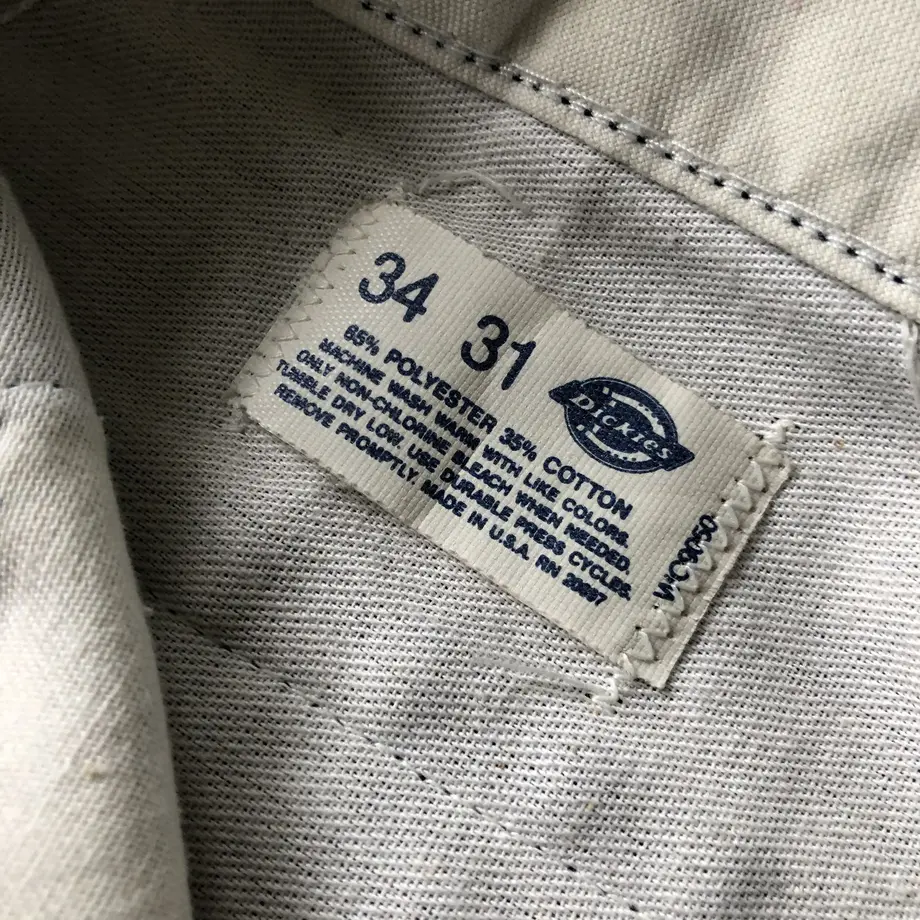 34 31
65% POLYESTER 35% COTTON
MACHINE WASH WARM WITH LIKE COLORS.
ONLY NON-CHLORINE BLEACH WHEN NEEDED.
TUMBLE DRY LOW. USE DURABLE PRESS CYCLES.
REMOVE PROMPTLY. MADE IN U.S.A. RN 20697
DICKIES
WC9050